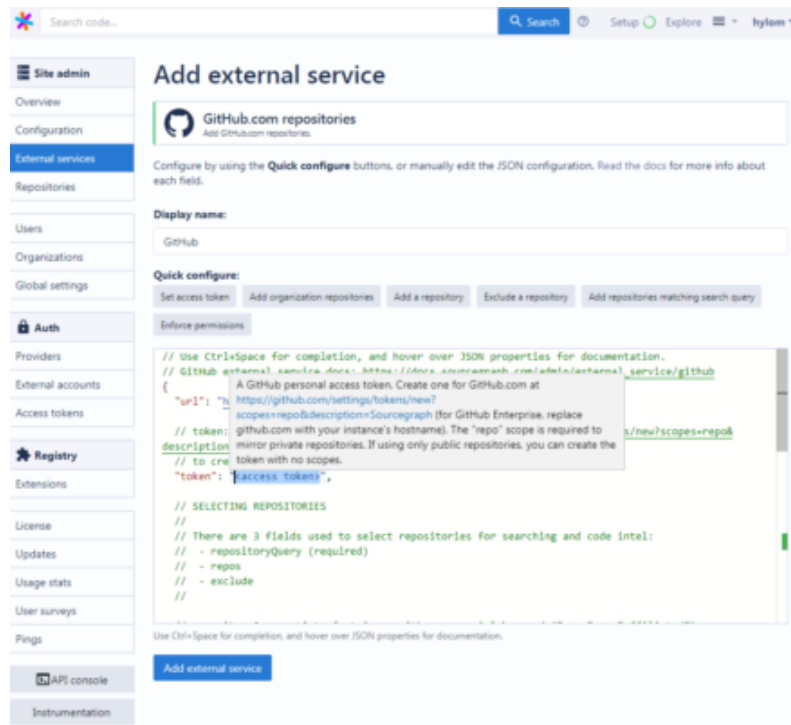 Search code...
Search
Setup
Explore
hylom
Site admin
Overview
Configuration
External services
Repositories
Users
Organizations
Global settings
Auth
Providers
External accounts
Access tokens
Registry
Extensions
License
Updates
Usage stats
User surveys
Pings
API console
Instrumentation
Add external service
GitHub.com repositories
Add GitHub.com repositories.
Configure by using the Quick configure buttons, or manually edit the JSON configuration. Read the docs for more info about
each field.
Display name:
GitHub
Quick configure:
Set access token
Add organization repositories
Add a repository
Exclude a repository
Add repositories matching search query
Enforce permissions
// Use Ctrl+Space for completion, and hover over JSON properties for documentation.
// GitHub external service docs: https://docs.sourcegraph.com/admin/external_service/github
{
"url": "h
A GitHub personal access token. Create one for GitHub.com at
https://github.com/settings/tokens/new?
scopes=repo&description=Sourcegraph (for GitHub Enterprise, replace
github.com with your instance's hostname). The "repo" scope is required to
mirror private repositories. If using only public repositories, you can create the
token with no scopes.
// token: s/new?scopes=repo&
description
// to cre
"token": "<access token>",
// SELECTING REPOSITORIES
//
// There are 3 fields used to select repositories for searching and code intel:
// - repositoryQuery (required)
// - repos
// - exclude
//
Use Ctrl+Space for completion, and hover over JSON properties for documentation.
Add external service